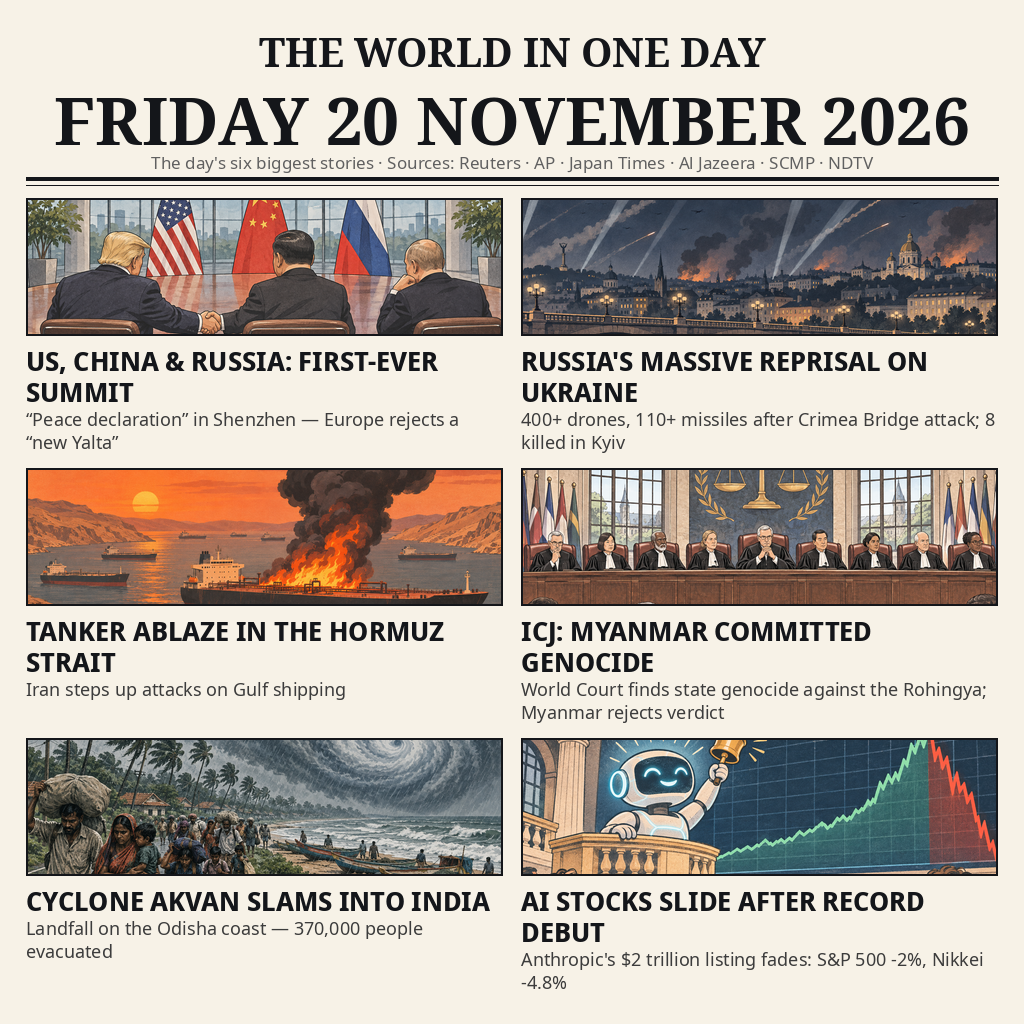 THE WORLD IN ONE DAY
FRIDAY 20 NOVEMBER 2026
The day's six biggest stories · Sources: Reuters · AP · Japan Times · Al Jazeera · SCMP · NDTV
US, CHINA & RUSSIA: FIRST-EVER
SUMMIT
“Peace declaration” in Shenzhen — Europe rejects a
“new Yalta”
RUSSIA'S MASSIVE REPRISAL ON
UKRAINE
400+ drones, 110+ missiles after Crimea Bridge attack; 8
killed in Kyiv
TANKER ABLAZE IN THE HORMUZ
STRAIT
Iran steps up attacks on Gulf shipping
ICJ: MYANMAR COMMITTED
GENOCIDE
World Court finds state genocide against the Rohingya;
Myanmar rejects verdict
CYCLONE AKVAN SLAMS INTO INDIA
Landfall on the Odisha coast — 370,000 people
evacuated
AI STOCKS SLIDE AFTER RECORD
DEBUT
Anthropic's $2 trillion listing fades: S&P 500 -2%, Nikkei
-4.8%